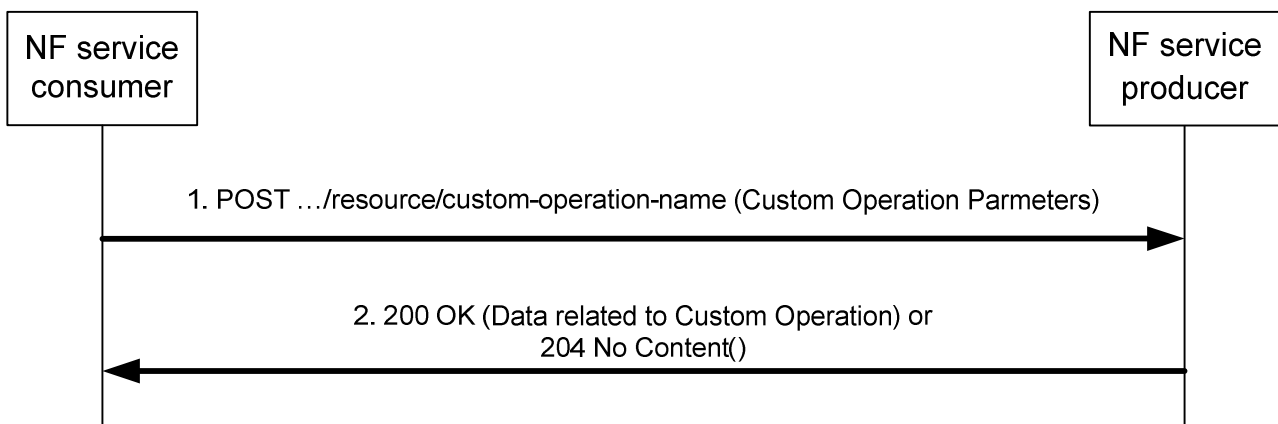 NF service
consumer
NF service
producer
1. POST …/resource/custom-operation-name (Custom Operation Parmeters)
2. 200 OK (Data related to Custom Operation) or
204 No Content()